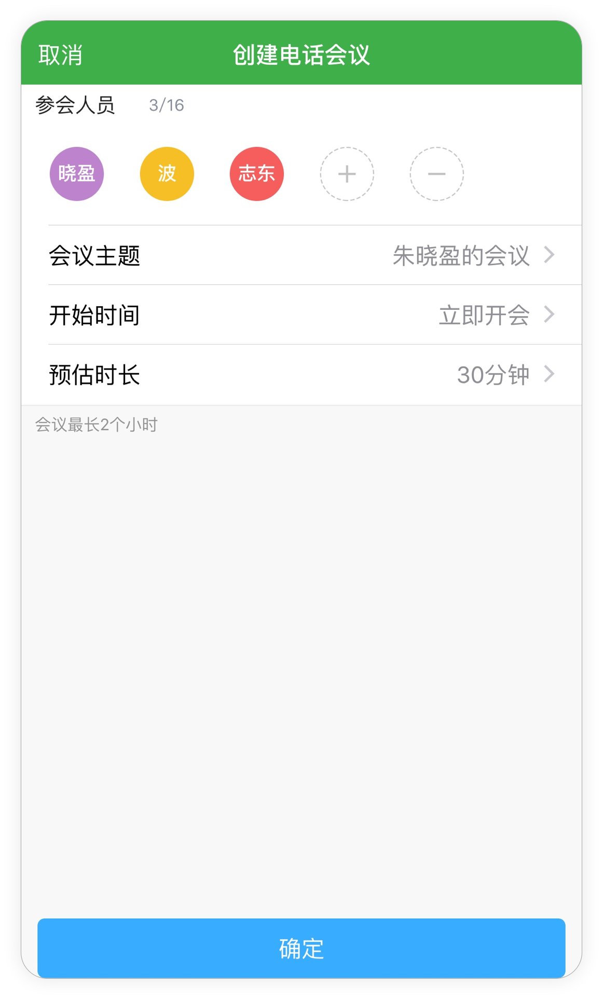 取消 创建电话会议
参会人员 3/16
晓盈 波 志东
会议主题 朱晓盈的会议
开始时间 立即开会
预估时长 30分钟
会议最长2个小时
确定